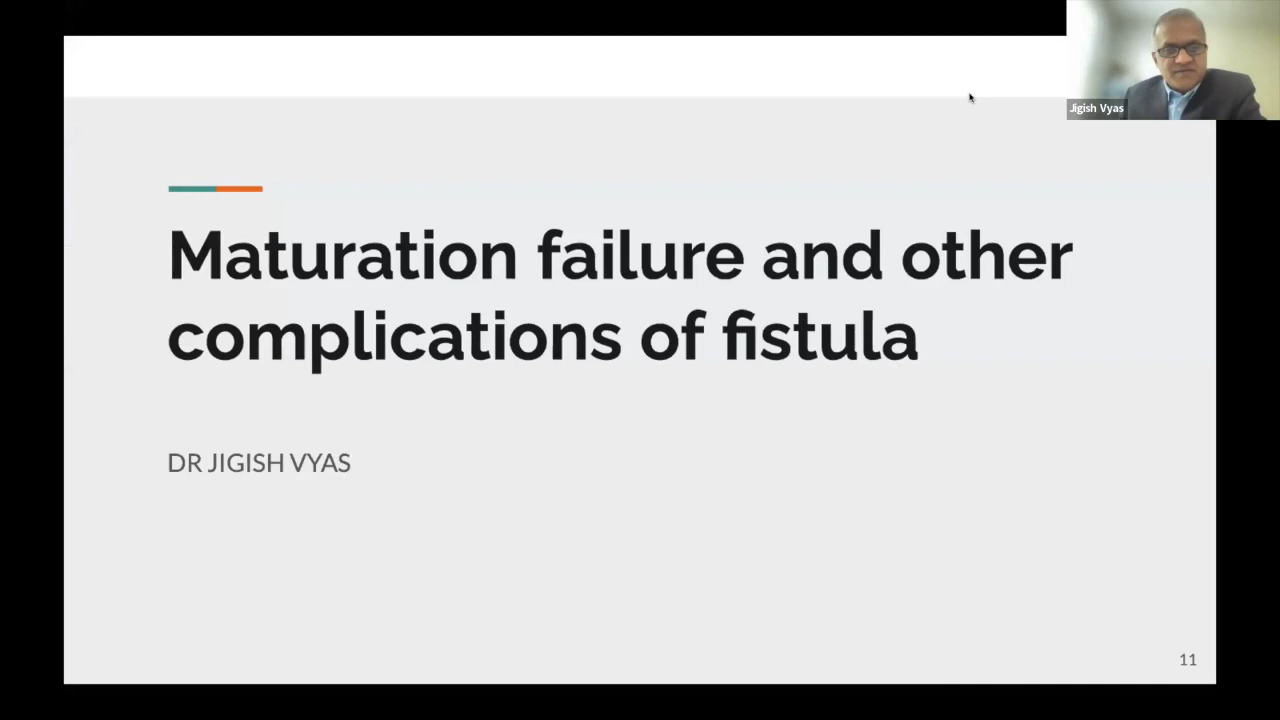 Jigish Vyas
Maturation failure and other
complications of fistula
DR JIGISH VYAS
11